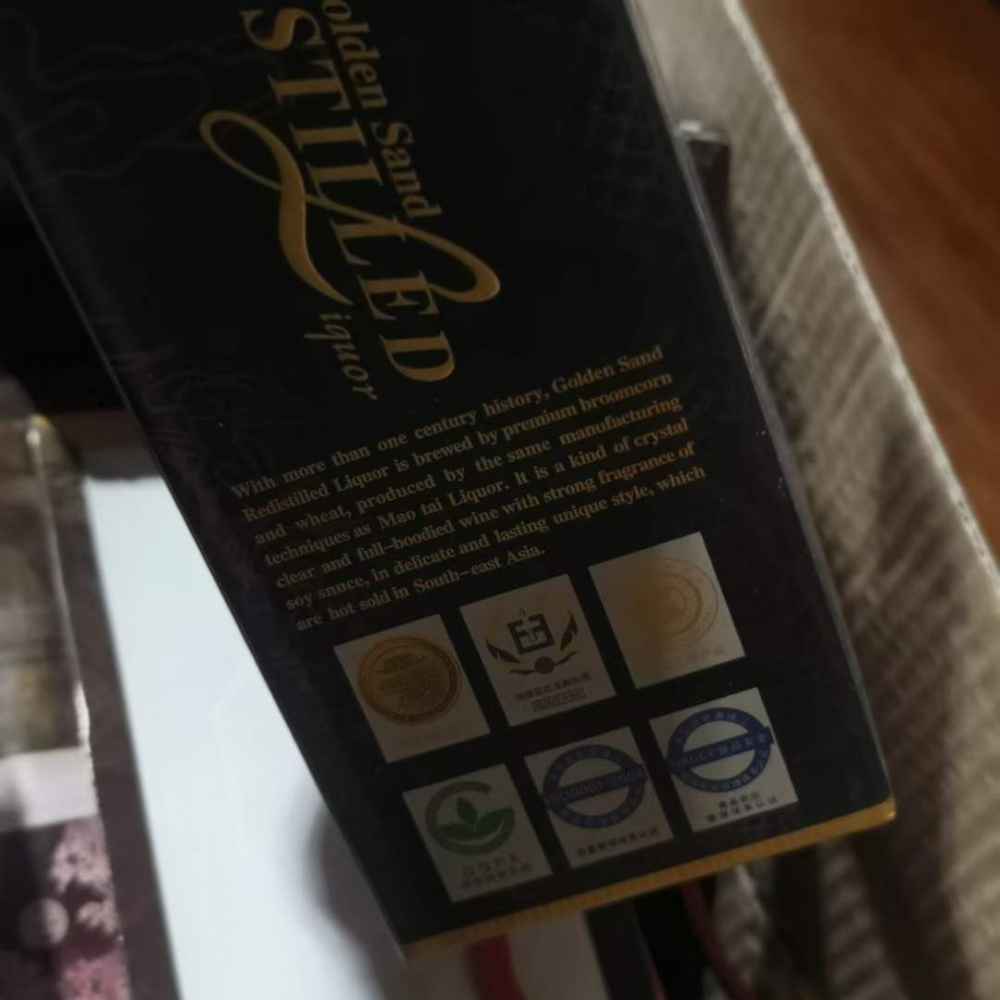 olden Sand
STILLED
iquor
With more than one century history, Golden Sand
Redistilled Liquor is brewed by premium broomcorn
and wheat, produced by the same manufacturing
techniques as Mao tai Liquor. It is a kind of crystal
clear and full-boodied wine with strong fragrance of
soy snuce, in deficate and lasting unique style, which
are hot sold in South-east Asia.